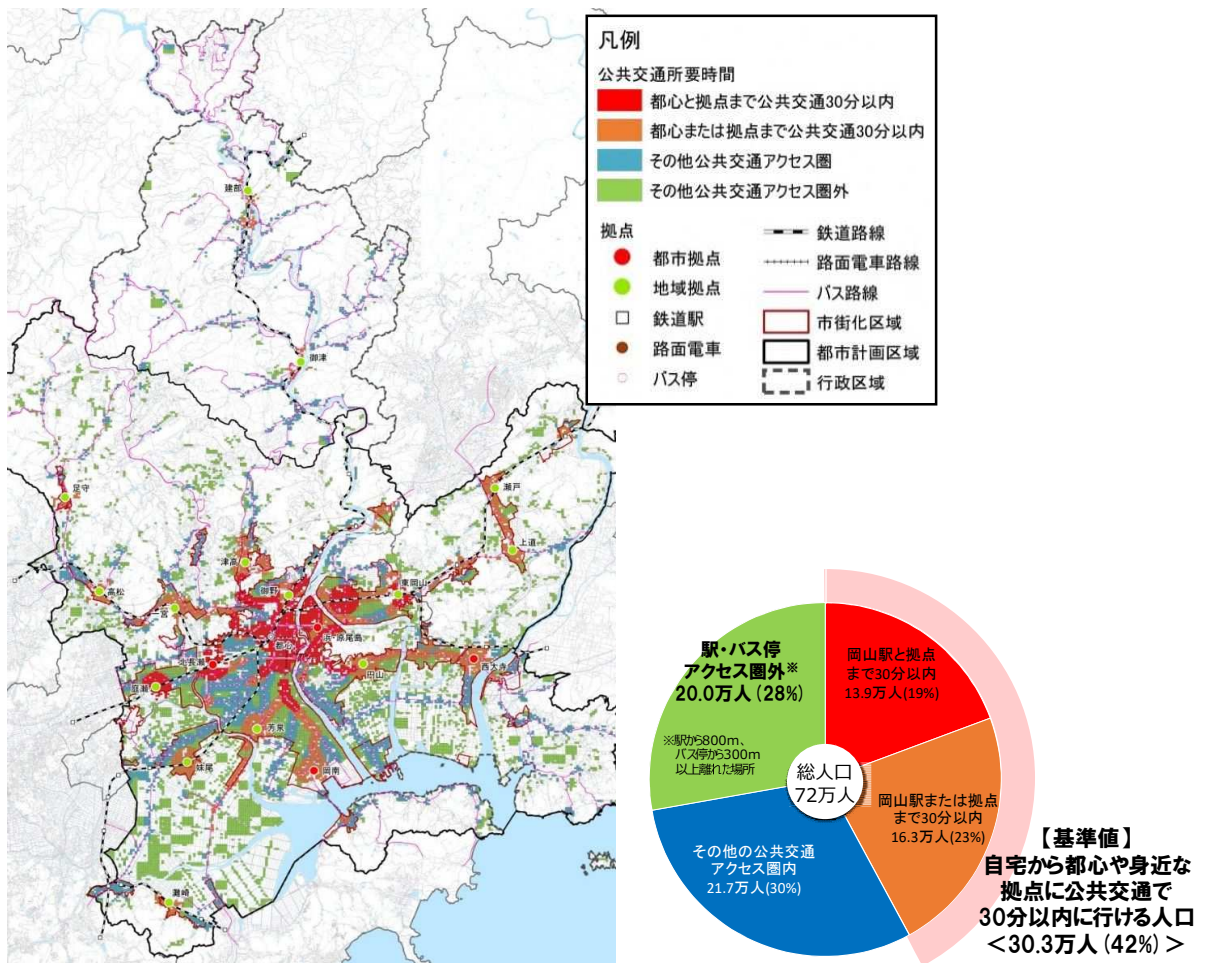 凡例
公共交通所要時間
都心と拠点まで公共交通30分以内
都心または拠点まで公共交通30分以内
その他公共交通アクセス圏
その他公共交通アクセス圏外
拠点
都市拠点
地域拠点
鉄道駅
路面電車
バス停
鉄道路線
路面電車路線
バス路線
市街化区域
都市計画区域
行政区域
建部
御津
足守
瀬戸
上道
津高
御野
東岡山
高松
一宮
浜・原尾島
都心
北長瀬
西大寺
庭瀬
芳泉
妹尾
岡南
灘崎
駅・バス停
アクセス圏外※
20.0万人(28%)
※駅から800m、
バス停から300m
以上離れた場所
岡山駅と拠点
まで30分以内
13.9万人(19%)
総人口
72万人
岡山駅または拠点
まで30分以内
16.3万人(23%)
その他の公共交通
アクセス圏内
21.7万人(30%)
【基準値】
自宅から都心や身近な
拠点に公共交通で
30分以内に行ける人口
<30.3万人(42%)>